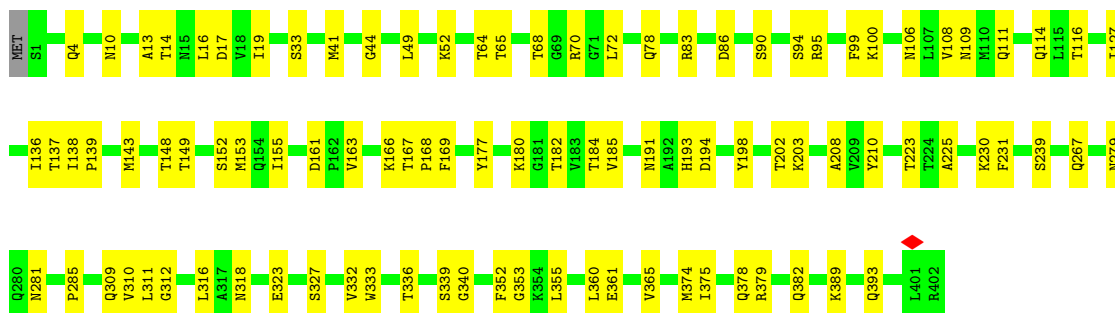 MET S1 Q4 N10 A13 T14 N15 L16 D17 V18 I19 S33 M41 G44 L49 K52 T64 T65 T68 G69 R70 G71 L72 Q78 R83 D86 S90 S94 R95 F99 K100 N106 L107 V108 N109 M110 Q111 Q114 L115 T116
I136 T137 I138 P139 M143 T148 T149 S152 M153 Q154 I155 D161 P162 V163 K166 T167 P168 F169 Y177 K180 G181 T182 V183 T184 V185 N191 A192 H193 D194 Y198 T202 K203 A208 V209 Y210 T223 T224 A225 K230 F231 S239 Q267
Q280 N281 P285 Q309 V310 L311 G312 L316 A317 N318 E323 S327 V332 W333 T336 S339 G340 F352 G353 K354 L355 L360 E361 V365 M374 I375 Q378 R379 Q382 K389 Q393 L401 R402